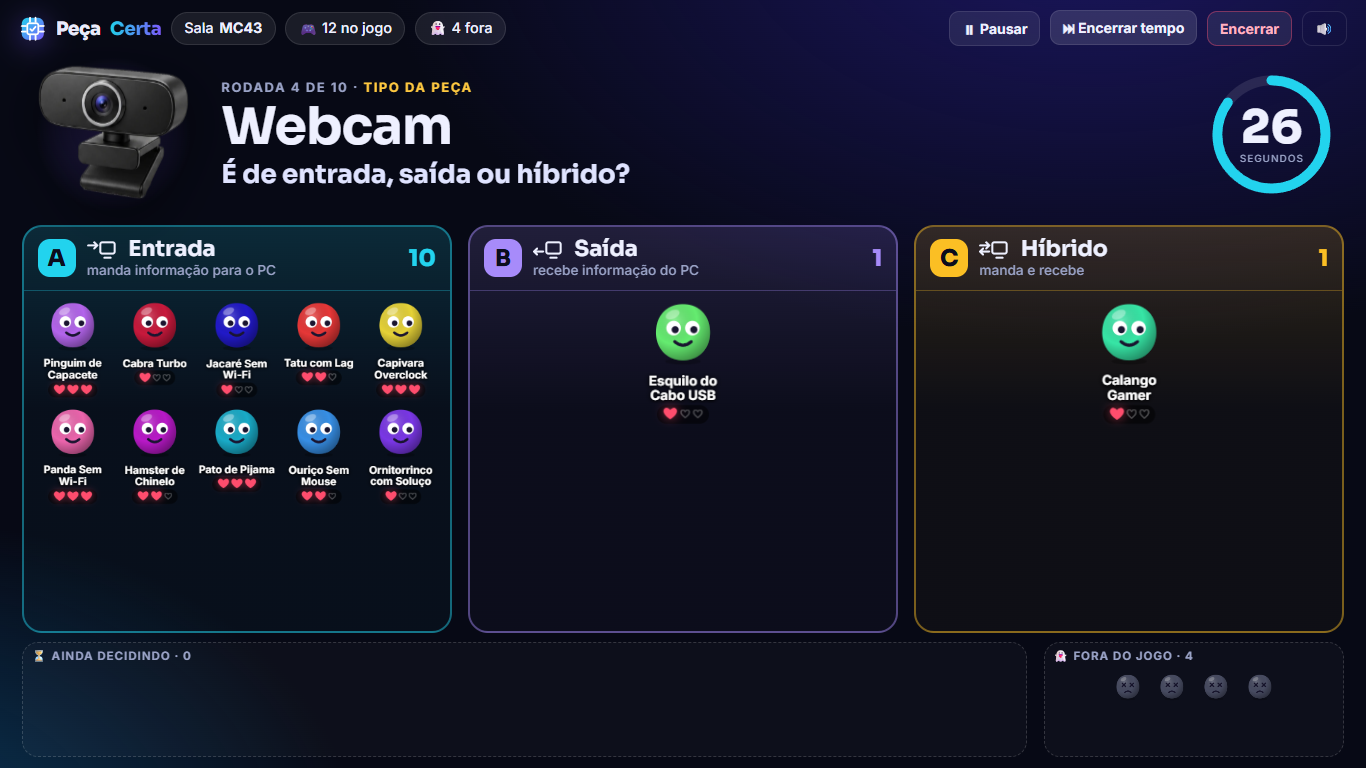 Peça Certa
Sala MC43
12 no jogo
4 fora
Pausar
Encerrar tempo
Encerrar
RODADA 4 DE 10 · TIPO DA PEÇA
Webcam
É de entrada, saída ou híbrido?
26
SEGUNDOS
A
Entrada
manda informação para o PC
10
Pinguim de
Capacete
Cabra Turbo
Jacaré Sem
Wi-Fi
Tatu com Lag
Capivara
Overclock
Panda Sem
Wi-Fi
Hamster de
Chinelo
Pato de Pijama
Ouriço Sem
Mouse
Ornitorrinco
com Soluço
B
Saída
recebe informação do PC
1
Esquilo do
Cabo USB
C
Híbrido
manda e recebe
1
Calango
Gamer
AINDA DECIDINDO · 0
FORA DO JOGO · 4